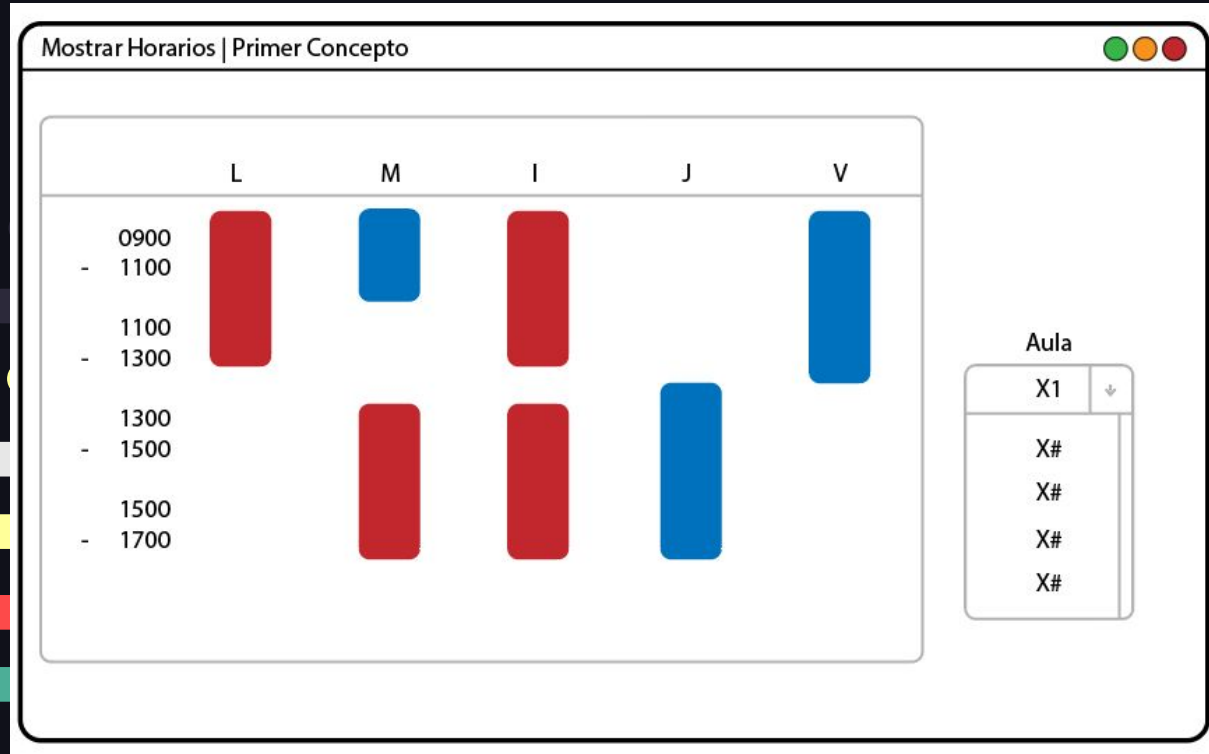 Mostrar Horarios | Primer Concepto
L M I J V
0900
- 1100
1100
- 1300
1300
- 1500
1500
- 1700
Aula
X1
X#
X#
X#
X#